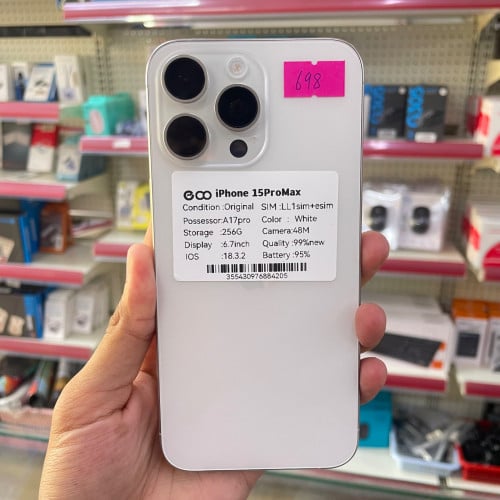 698
GOO iPhone 15ProMax
Condition :Original SIM :LL1sim+esim
Possessor:A17pro Color : White
Storage :256G Camera:48M
Display :6.7inch Quality :99%new
IOS :18.3.2 Battery :95%
355430976884205